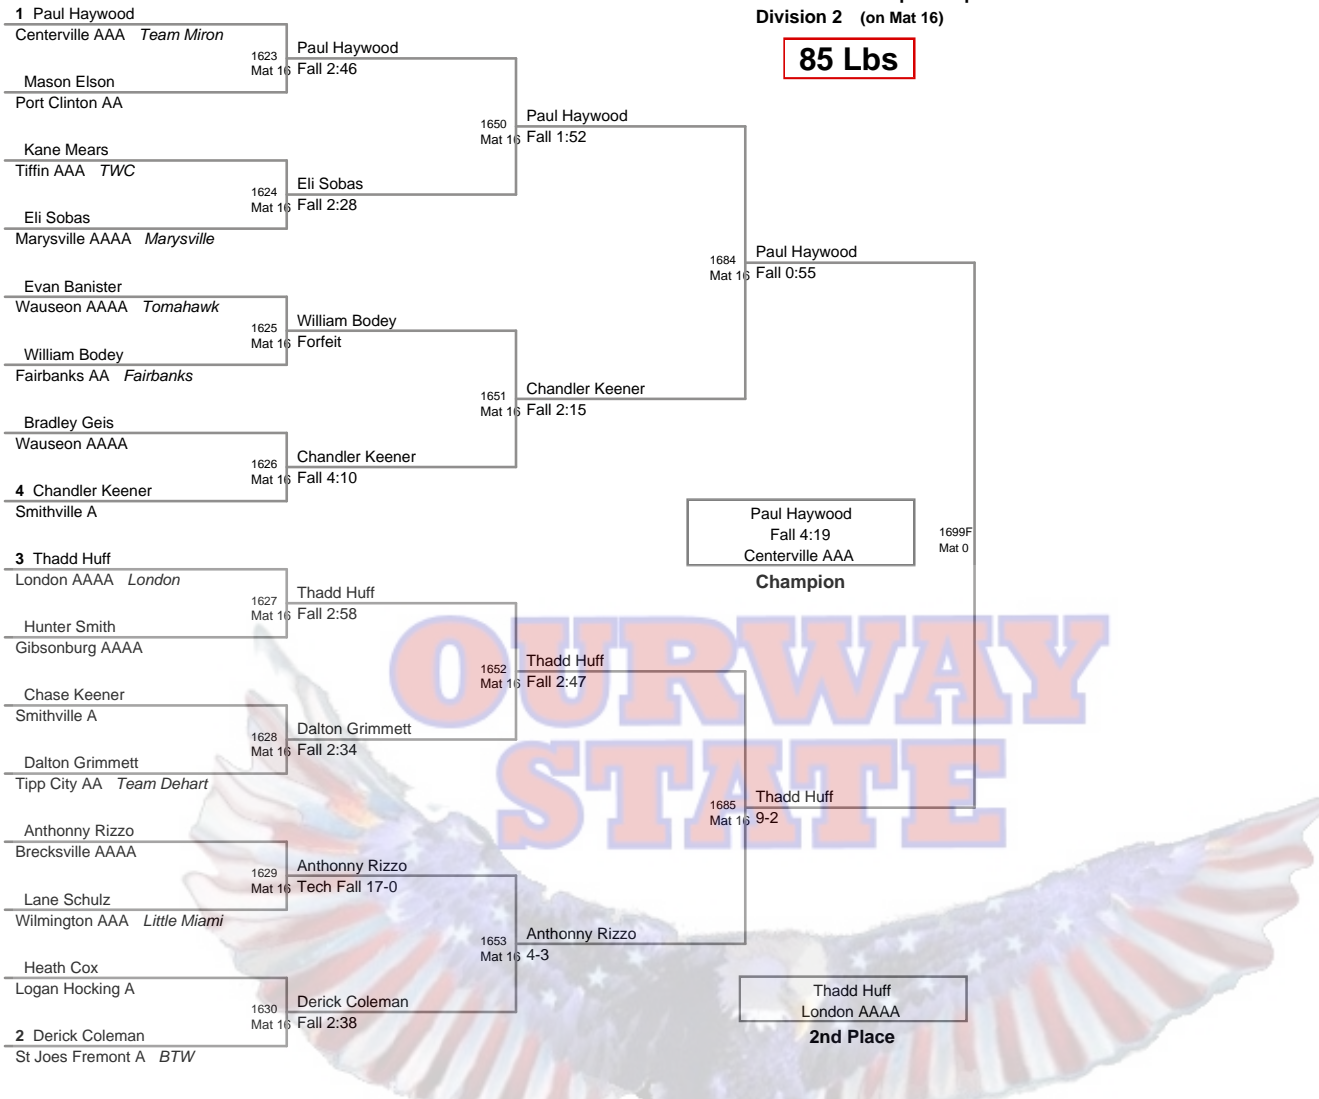 Division 2 (on Mat 16)
85 Lbs
1 Paul Haywood
Centerville AAA Team Miron
1623
Mat 16
Paul Haywood
Fall 2:46
Mason Elson
Port Clinton AA
1650
Mat 16
Paul Haywood
Fall 1:52
Kane Mears
Tiffin AAA TWC
1624
Mat 16
Eli Sobas
Fall 2:28
Eli Sobas
Marysville AAAA Marysville
1684
Mat 16
Paul Haywood
Fall 0:55
Evan Banister
Wauseon AAAA Tomahawk
1625
Mat 16
William Bodey
Forfeit
William Bodey
Fairbanks AA Fairbanks
1651
Mat 16
Chandler Keener
Fall 2:15
Bradley Geis
Wauseon AAAA
1626
Mat 16
Chandler Keener
Fall 4:10
4 Chandler Keener
Smithville A
Paul Haywood
Fall 4:19
Centerville AAA
Champion
1699F
Mat 0
3 Thadd Huff
London AAAA London
1627
Mat 16
Thadd Huff
Fall 2:58
Hunter Smith
Gibsonburg AAAA
OURWAY
STATE
1652
Mat 16
Thadd Huff
Fall 2:47
Chase Keener
Smithville A
1628
Mat 16
Dalton Grimmett
Fall 2:34
Dalton Grimmett
Tipp City AA Team Dehart
1685
Mat 16
Thadd Huff
9-2
Anthonny Rizzo
Brecksville AAAA
1629
Mat 16
Anthonny Rizzo
Tech Fall 17-0
Lane Schulz
Wilmington AAA Little Miami
1653
Mat 16
Anthonny Rizzo
4-3
Heath Cox
Logan Hocking A
1630
Mat 16
Derick Coleman
Fall 2:38
2 Derick Coleman
St Joes Fremont A BTW
Thadd Huff
London AAAA
2nd Place